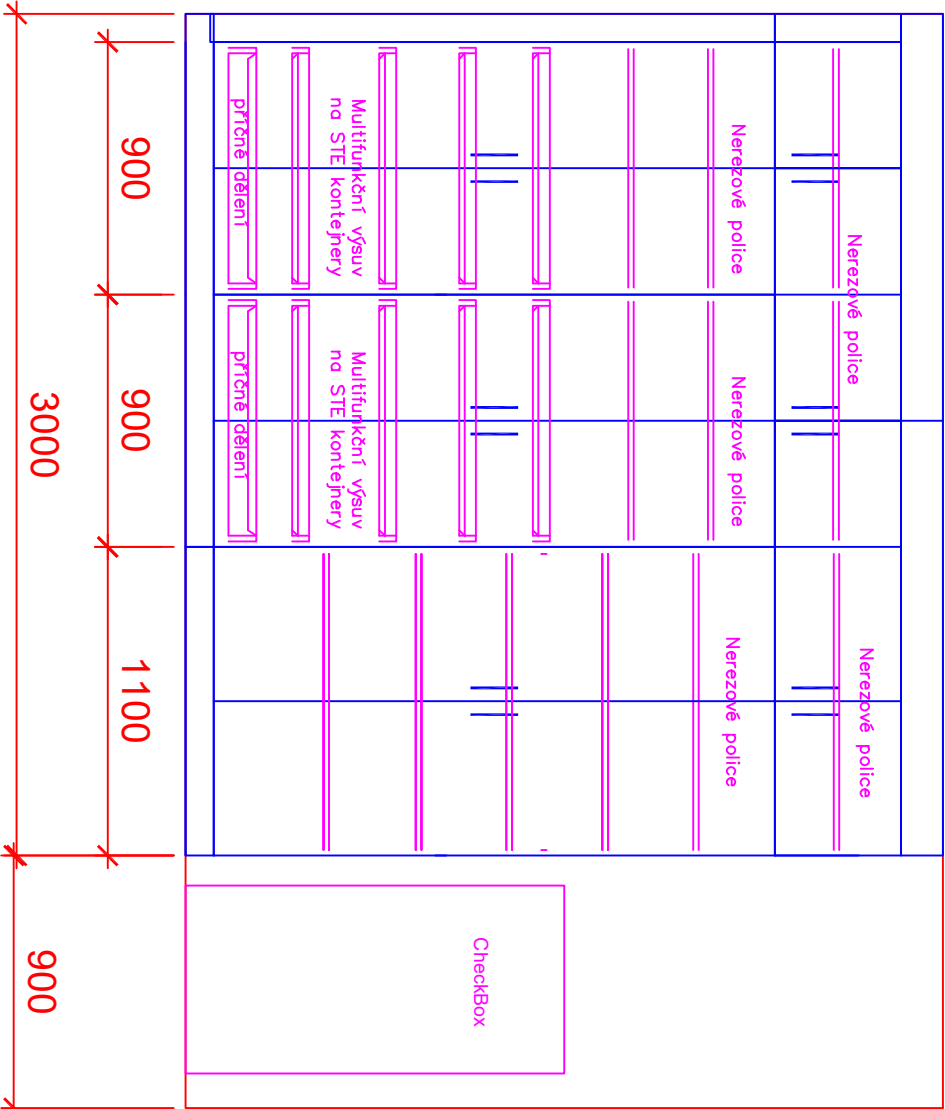 Nerezové police
Nerezové police
Nerezové police
Nerezové police
Nerezové police
CheckBox
Multifunkční výsuv
na STE kontejnery
Multifunkční výsuv
na STE kontejnery
příčné dělení
příčné dělení
900
900
1100
3000
900